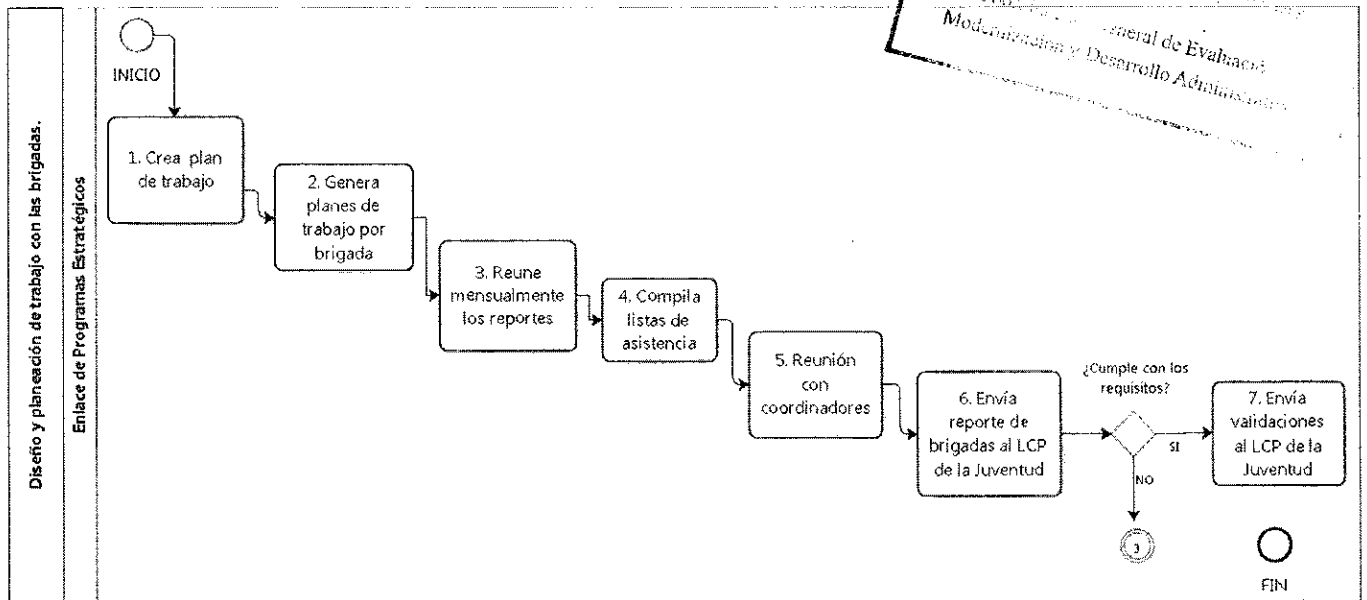 General de Evaluació
Modernización y Desarrollo Administrativo
Diseño y planeación de trabajo con las brigadas.
Enlace de Programas Estratégicos
INICIO
1. Crea plan
de trabajo
2. Genera
planes de
trabajo por
brigada
3. Reune
mensualmente
los reportes
4. Compila
listas de
asistencia
5. Reunión
con
coordinadores
6. Envía
reporte de
brigadas al LCP
de la Juventud
¿Cumple con los
requisitos?
SI
NO
3
7. Envía
validaciones
al LCP de la
Juventud
FIN